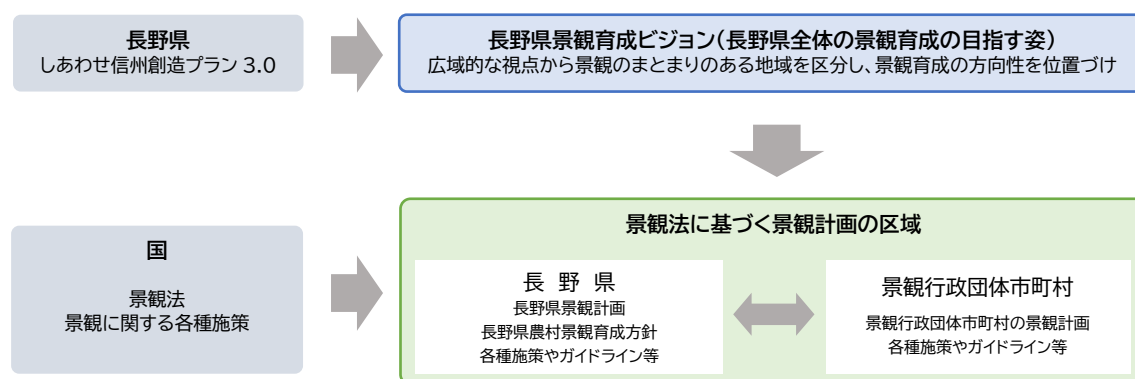 長野県
しあわせ信州創造プラン 3.0
長野県景観育成ビジョン(長野県全体の景観育成の目指す姿)
広域的な視点から景観のまとまりのある地域を区分し、景観育成の方向性を位置づけ
国
景観法
景観に関する各種施策
景観法に基づく景観計画の区域
長 野 県
長野県景観計画
長野県農村景観育成方針
各種施策やガイドライン等
景観行政団体市町村
景観行政団体市町村の景観計画
各種施策やガイドライン等